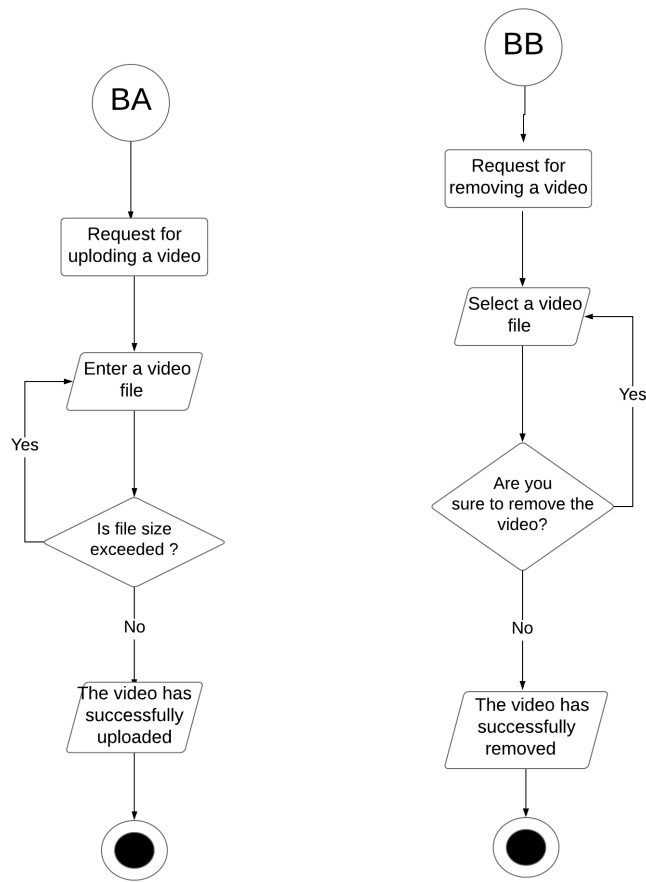 BA
Request for
uploding a video
Enter a video
file
Yes
Is file size
exceeded ?
No
The video has
successfully
uploaded
BB
Request for
removing a video
Select a video
file
Yes
Are you
sure to remove the
video?
No
The video has
successfully
removed